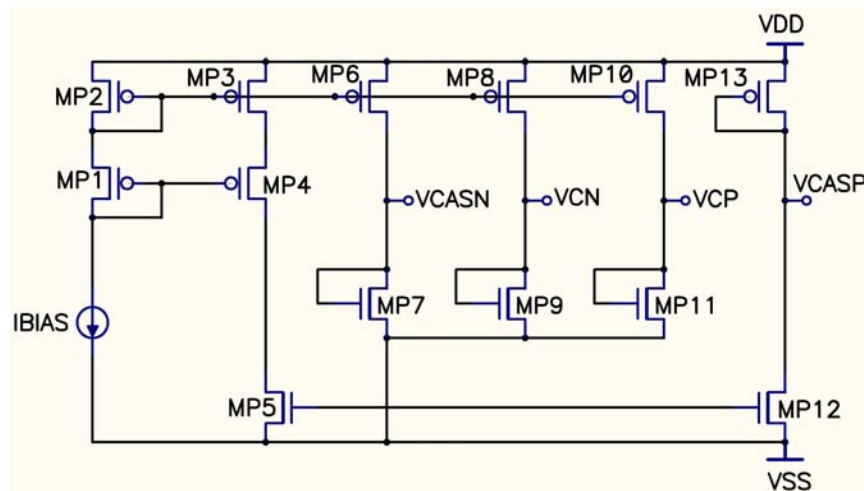 VDD
MP2
MP3
MP6
MP8
MP10
MP13
MP1
MP4
VCASN
VCN
VCP
VCASP
IBIAS
MP7
MP9
MP11
MP5
MP12
VSS